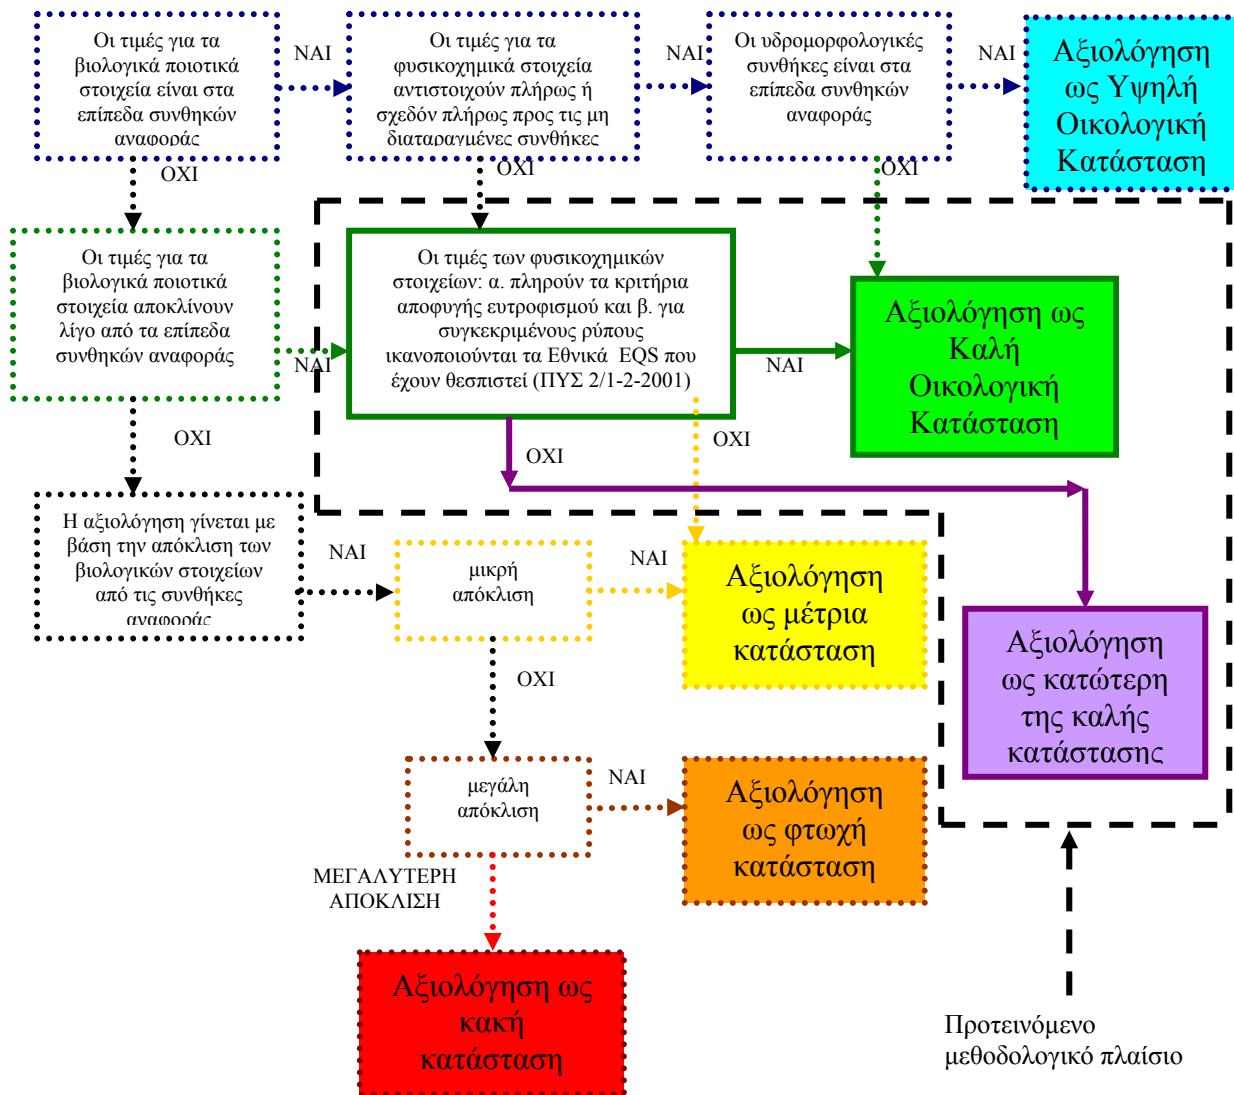 Οι τιμές για τα
βιολογικά ποιοτικά
στοιχεία είναι στα
επίπεδα συνθηκών
αναφοράς
ΝΑΙ
Οι τιμές για τα
φυσικοχημικά στοιχεία
αντιστοιχούν πλήρως ή
σχεδόν πλήρως προς τις μη
διαταραγμένες συνθήκες
ΝΑΙ
Οι υδρομορφολογικές
συνθήκες είναι στα
επίπεδα συνθηκών
αναφοράς
ΝΑΙ
Αξιολόγηση
ως Υψηλή
Οικολογική
Κατάσταση
ΟΧΙ
ΟΧΙ
ΟΧΙ
Οι τιμές για τα
βιολογικά ποιοτικά
στοιχεία αποκλίνουν
λίγο από τα επίπεδα
συνθηκών αναφοράς
ΝΑΙ
Οι τιμές των φυσικοχημικών
στοιχείων: α. πληρούν τα κριτήρια
αποφυγής ευτροφισμού και β. για
συγκεκριμένους ρύπους
ικανοποιούνται τα Εθνικά EQS που
έχουν θεσπιστεί (ΠΥΣ 2/1-2-2001)
ΝΑΙ
Αξιολόγηση ως
Καλή
Οικολογική
Κατάσταση
ΟΧΙ
ΟΧΙ
ΟΧΙ
Η αξιολόγηση γίνεται με
βάση την απόκλιση των
βιολογικών στοιχείων
από τις συνθήκες
αναφοράς
ΝΑΙ
μικρή
απόκλιση
ΝΑΙ
Αξιολόγηση
ως μέτρια
κατάσταση
Αξιολόγηση
ως κατώτερη
της καλής
κατάστασης
ΟΧΙ
μεγάλη
απόκλιση
ΝΑΙ
Αξιολόγηση
ως φτωχή
κατάσταση
ΜΕΓΑΛΥΤΕΡΗ
ΑΠΟΚΛΙΣΗ
Αξιολόγηση ως
κακή
κατάσταση
Προτεινόμενο
μεθοδολογικό πλαίσιο